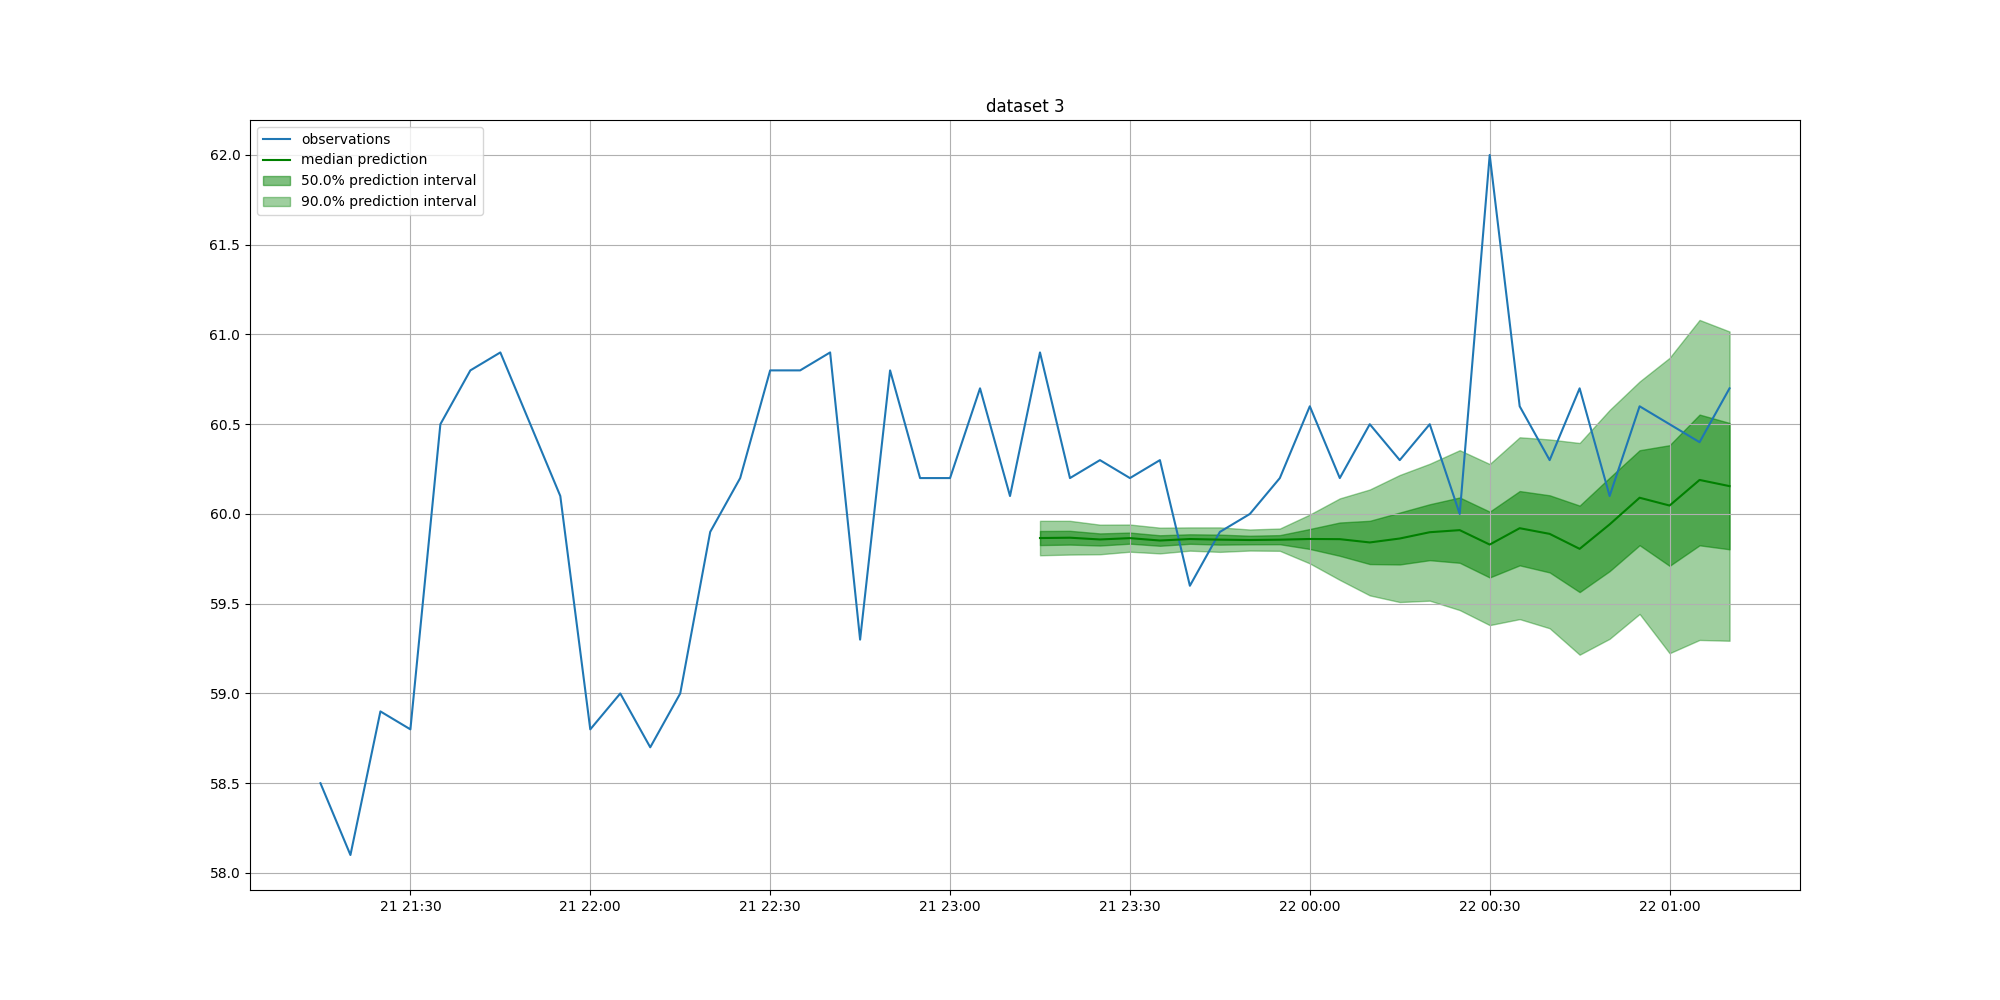 dataset 3
observations
median prediction
50.0% prediction interval
90.0% prediction interval
62.0
61.5
61.0
60.5
60.0
59.5
59.0
58.5
58.0
21 21:30 21 22:00 21 22:30 21 23:00 21 23:30 22 00:00 22 00:30 22 01:00